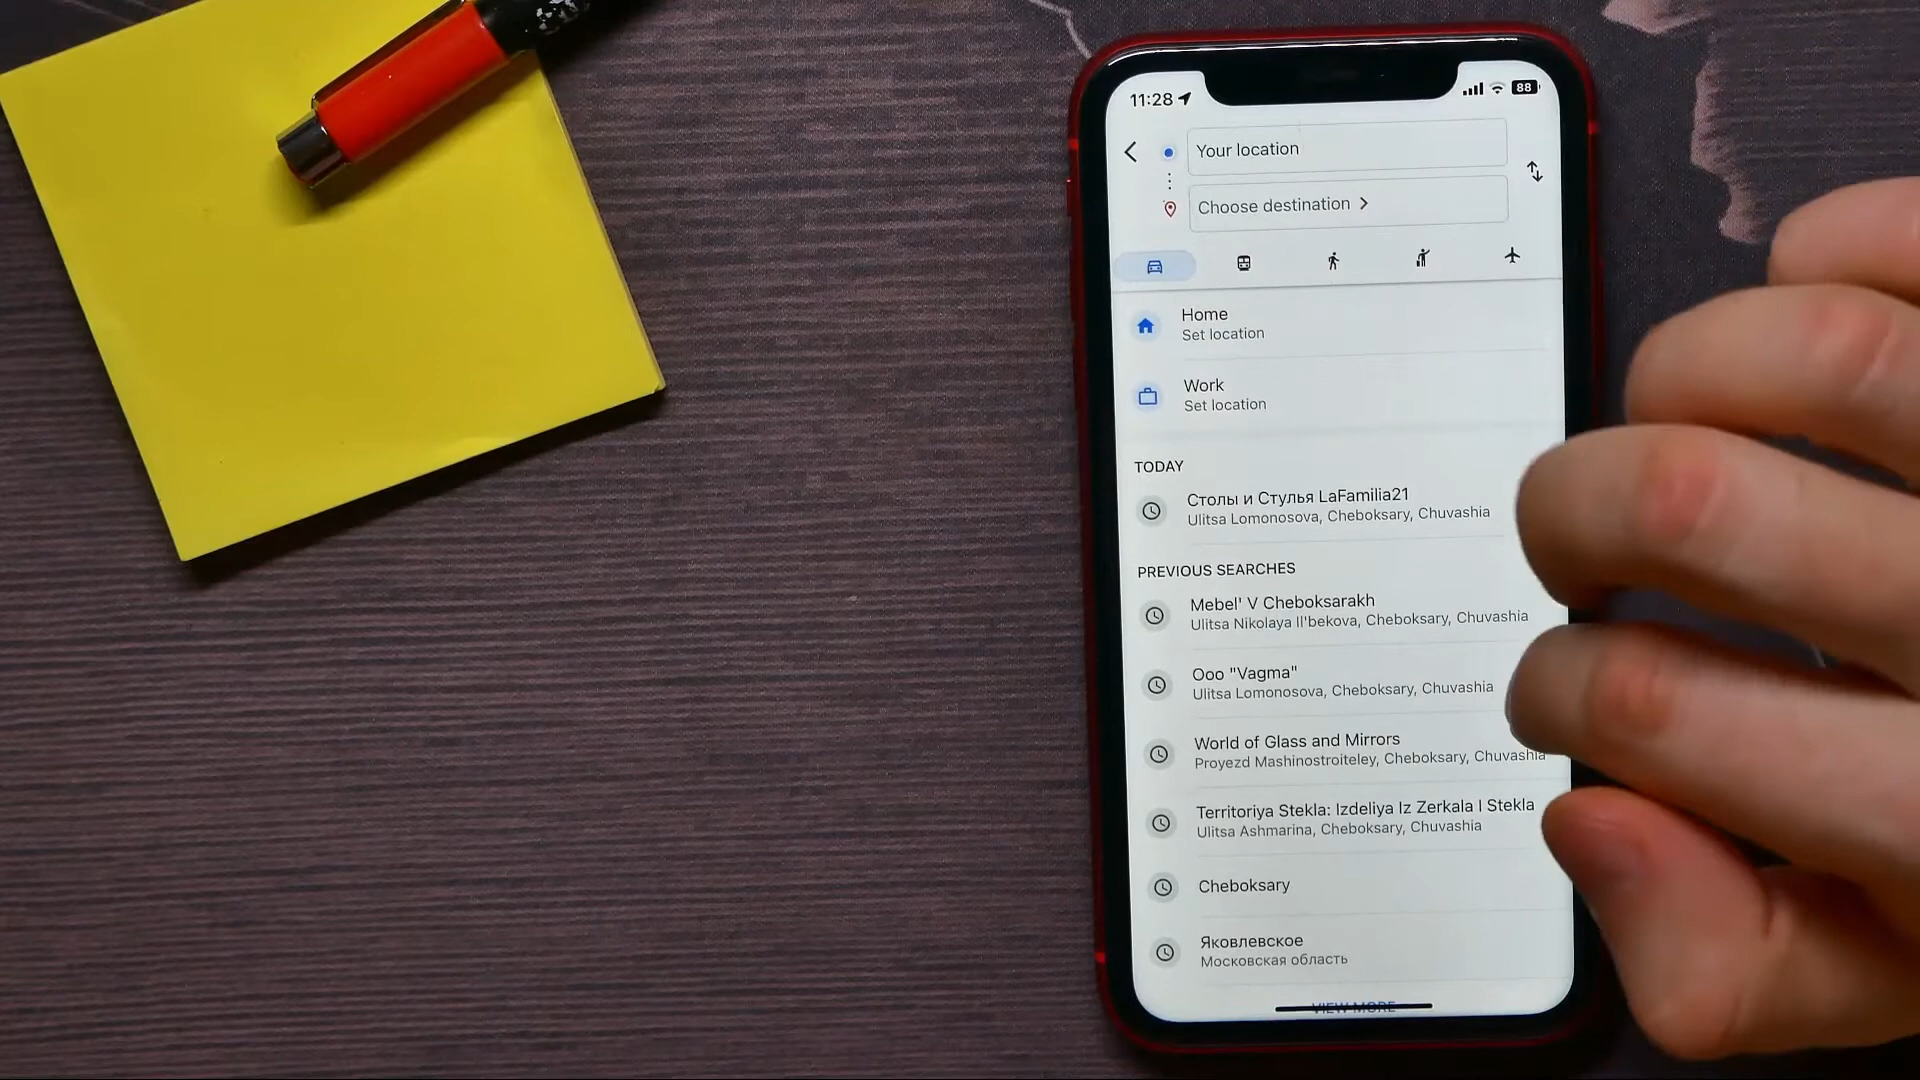 11:28
88
Your location
Choose destination
Home
Set location
Work
Set location
TODAY
Столы и Стулья LaFamilia21
Ulitsa Lomonosova, Cheboksary, Chuvashia
PREVIOUS SEARCHES
Mebel' V Cheboksarakh
Ulitsa Nikolaya Il'bekova, Cheboksary, Chuvashia
Ooo "Vagma"
Ulitsa Lomonosova, Cheboksary, Chuvashia
World of Glass and Mirrors
Proyezd Mashinostroiteley, Cheboksary, Chuvashia
Territoriya Stekla: Izdeliya Iz Zerkala I Stekla
Ulitsa Ashmarina, Cheboksary, Chuvashia
Cheboksary
Яковлевское
Московская область
VIEW MORE